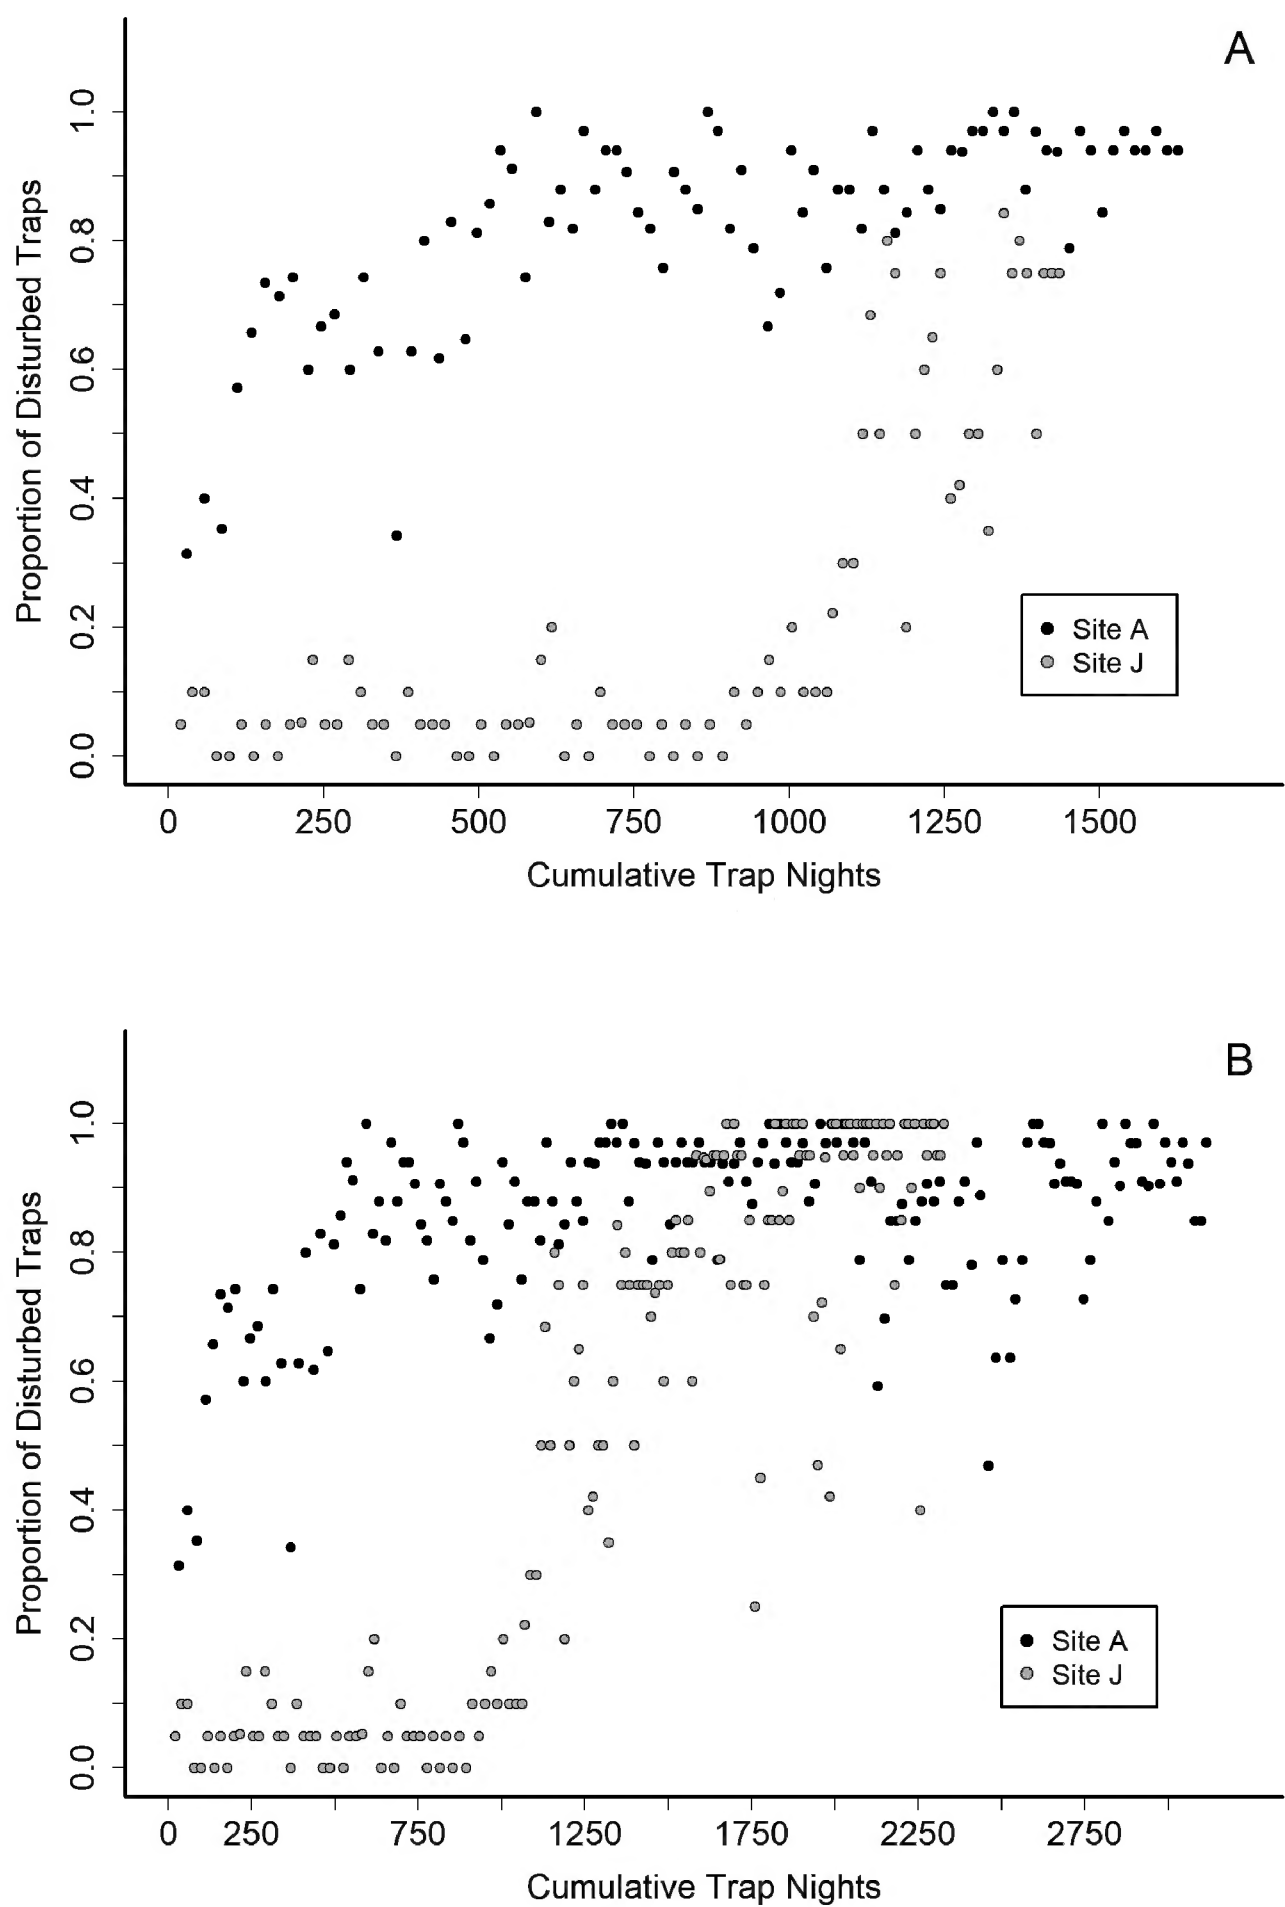 A
1.0
0.8
0.6
0.4
0.2
0.0
Proportion of Disturbed Traps
Site A
Site J
0 250 500 750 1000 1250 1500
Cumulative Trap Nights
B
1.0
0.8
0.6
0.4
0.2
0.0
Proportion of Disturbed Traps
Site A
Site J
0 250 750 1250 1750 2250 2750
Cumulative Trap Nights